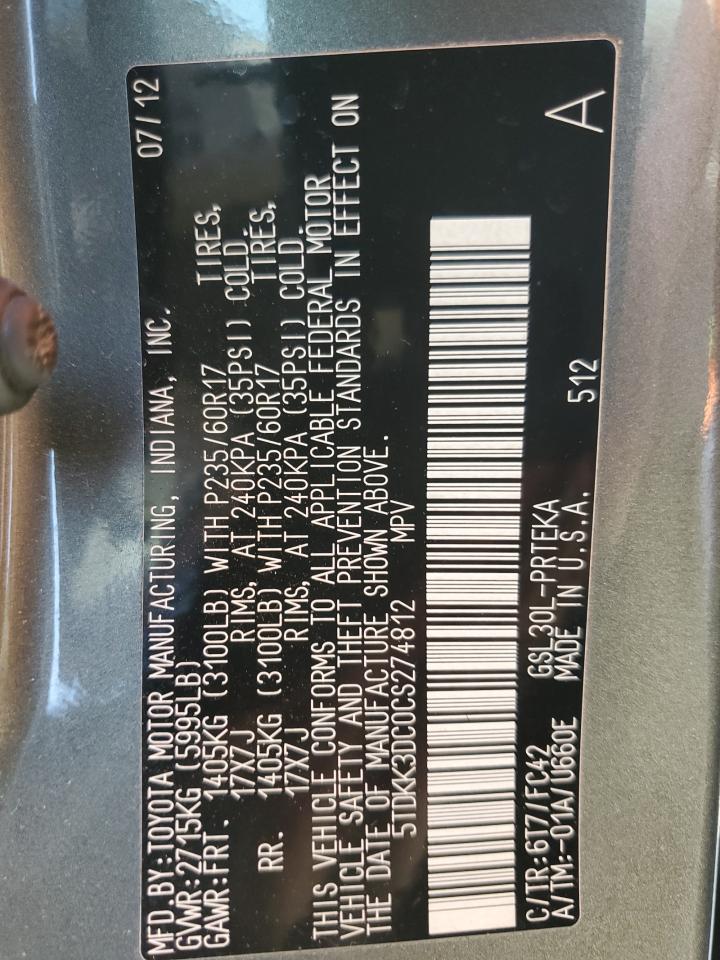 MFD.BY:TOYOTA MOTOR MANUFACTURING, INDIANA, INC. 07/12
GVWR:2715KG (5995LB)
GAWR:FRT. 1405KG (3100LB) WITH P235/60R17 TIRES,
17X7J RIMS, AT 240KPA (35PSI) COLD.
RR. 1405KG (3100LB) WITH P235/60R17 TIRES,
17X7J RIMS, AT 240KPA (35PSI) COLD.
THIS VEHICLE CONFORMS TO ALL APPLICABLE FEDERAL MOTOR
VEHICLE SAFETY AND THEFT PREVENTION STANDARDS IN EFFECT ON
THE DATE OF MANUFACTURE SHOWN ABOVE.
5TDKK3DC0CS274812 MPV
C/TR:6T7/FC42 GSL30L-PRTEKA A
A/TM:-01A/U660E MADE IN U.S.A. 512